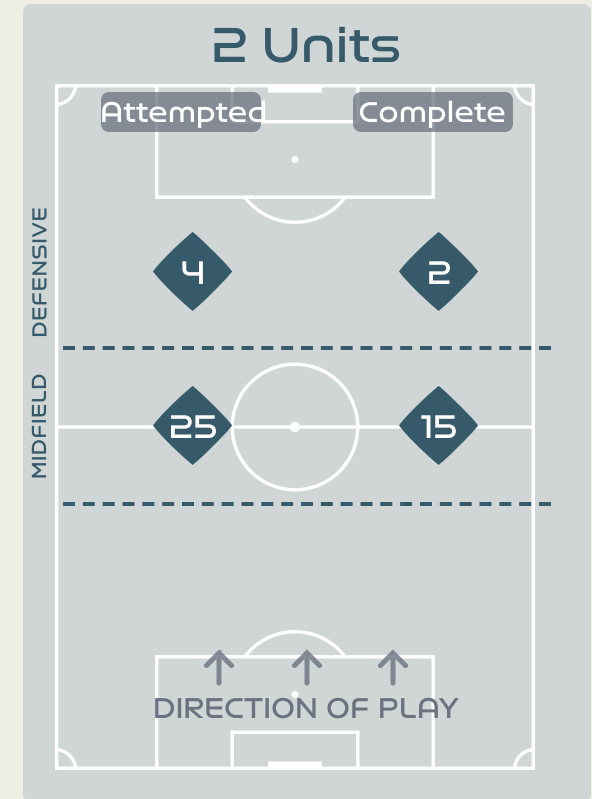 2 Units
Attempted Complete
DEFENSIVE
4 2
MIDFIELD
25 15
DIRECTION OF PLAY